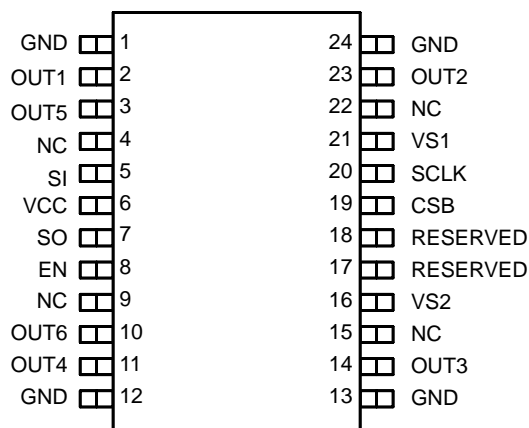 GND 1 24 GND
OUT1 2 23 OUT2
OUT5 3 22 NC
NC 4 21 VS1
SI 5 20 SCLK
VCC 6 19 CSB
SO 7 18 RESERVED
EN 8 17 RESERVED
NC 9 16 VS2
OUT6 10 15 NC
OUT4 11 14 OUT3
GND 12 13 GND